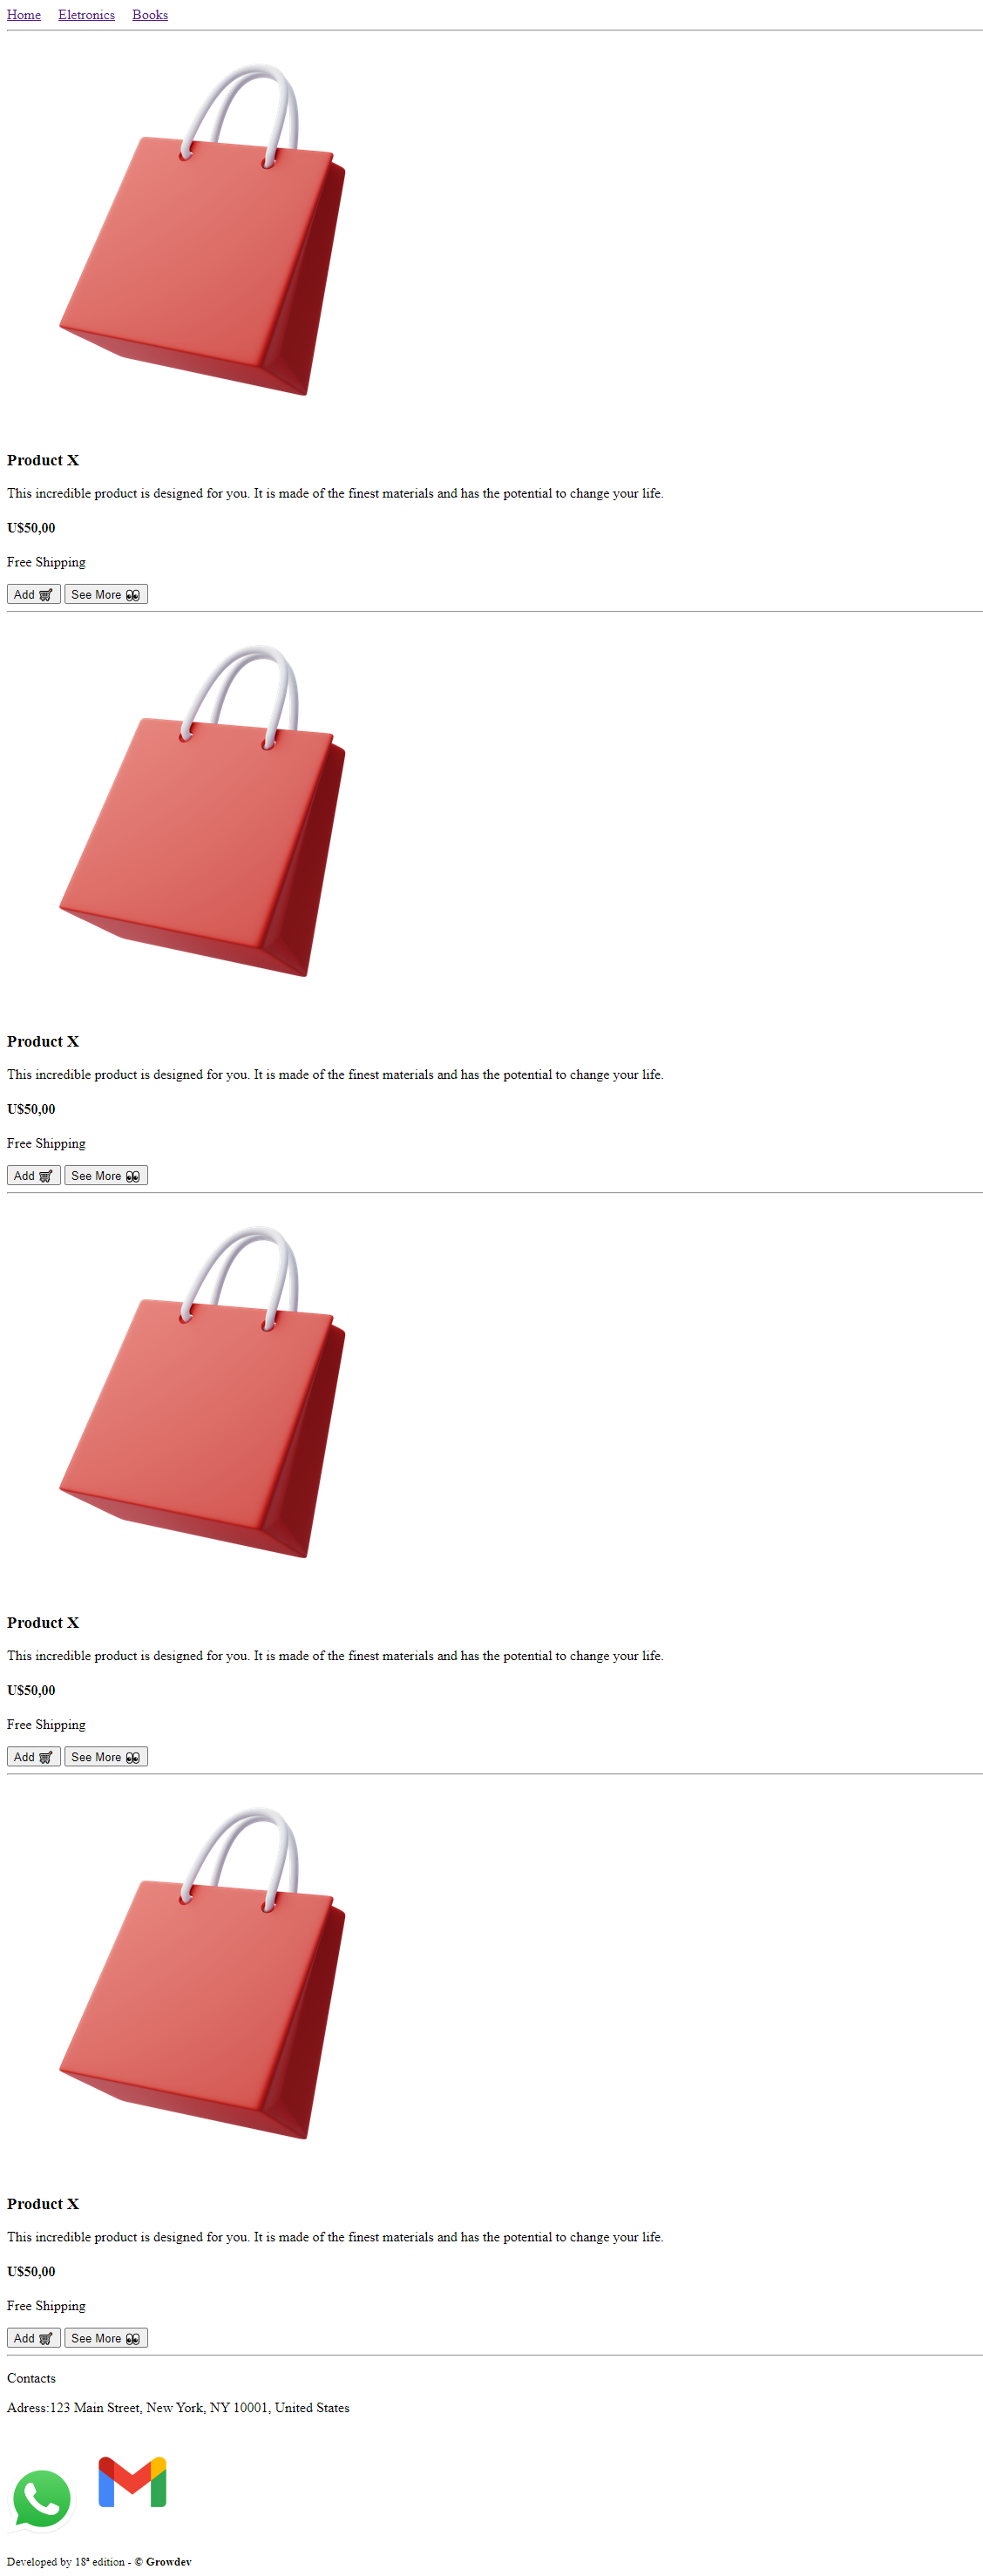 Home Eletronics Books
Product X
This incredible product is designed for you. It is made of the finest materials and has the potential to change your life.
U$50,00
Free Shipping
Add 🛒 See More 👀
Product X
This incredible product is designed for you. It is made of the finest materials and has the potential to change your life.
U$50,00
Free Shipping
Add 🛒 See More 👀
Product X
This incredible product is designed for you. It is made of the finest materials and has the potential to change your life.
U$50,00
Free Shipping
Add 🛒 See More 👀
Product X
This incredible product is designed for you. It is made of the finest materials and has the potential to change your life.
U$50,00
Free Shipping
Add 🛒 See More 👀
Contacts
Adress:123 Main Street, New York, NY 10001, United States
Developed by 18ª edition - © Growdev